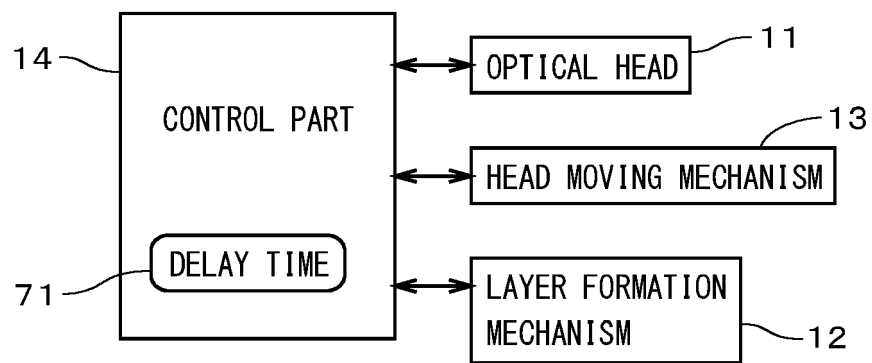 11
14
OPTICAL HEAD
CONTROL PART
13
HEAD MOVING MECHANISM
DELAY TIME
71
LAYER FORMATION
MECHANISM
12